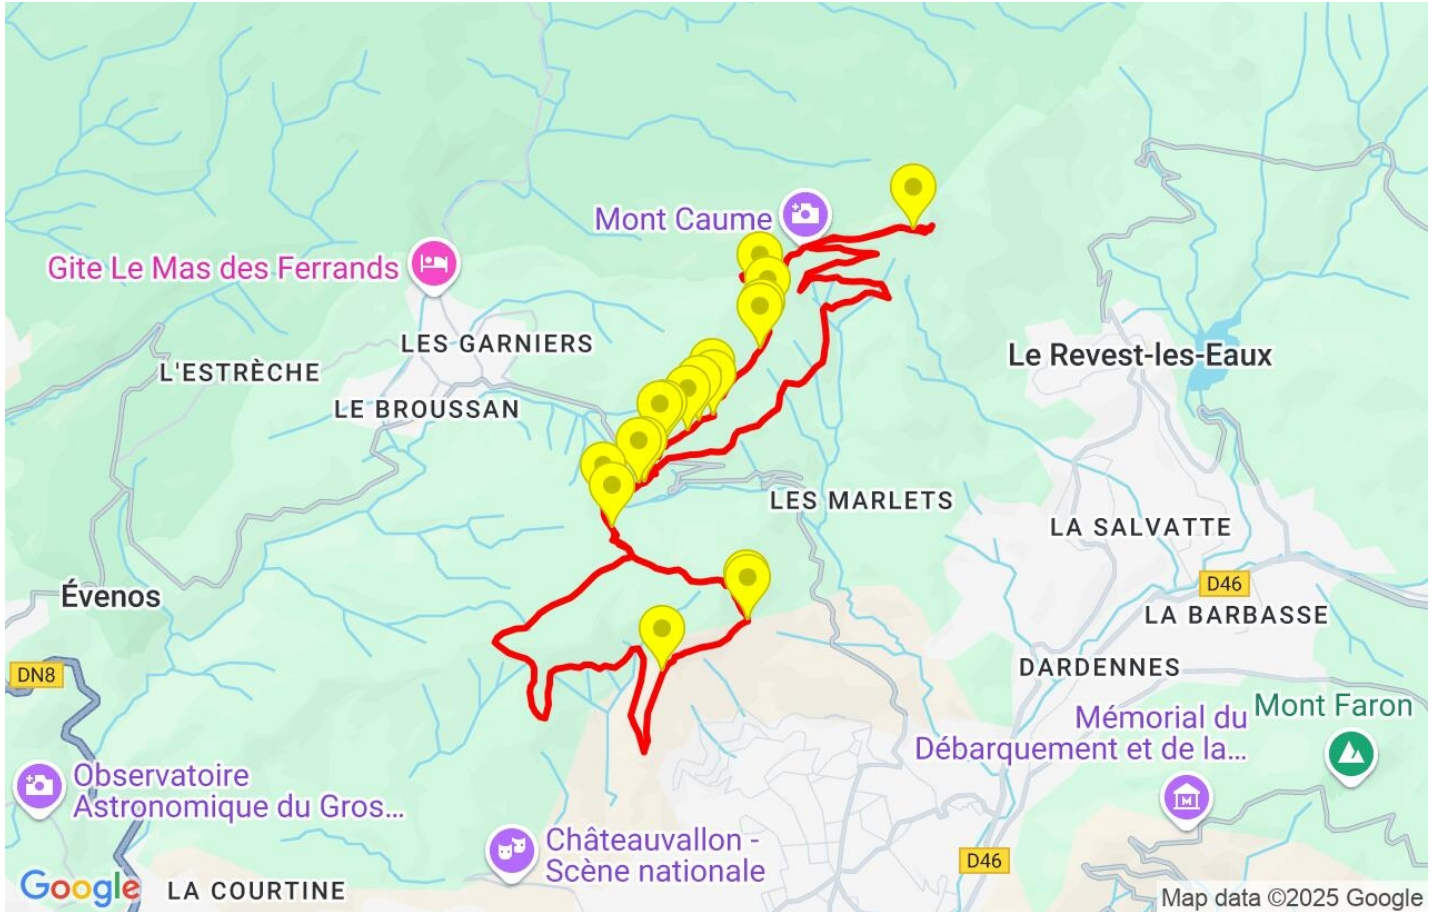 Mont Caume
Gite Le Mas des Ferrands
LES GARNIERS
L'ESTRÈCHE
Le Revest-les-Eaux
LE BROUSSAN
LES MARLETS
LA SALVATTE
Évenos
D46
LA BARBASSE
DN8
DARDENNES
Mont Faron
Mémorial du
Débarquement et de la...
Observatoire
Astronomique du Gros...
M
Châteauvallon -
Scène nationale
D46
Google
LA COURTINE
Map data ©2025 Google